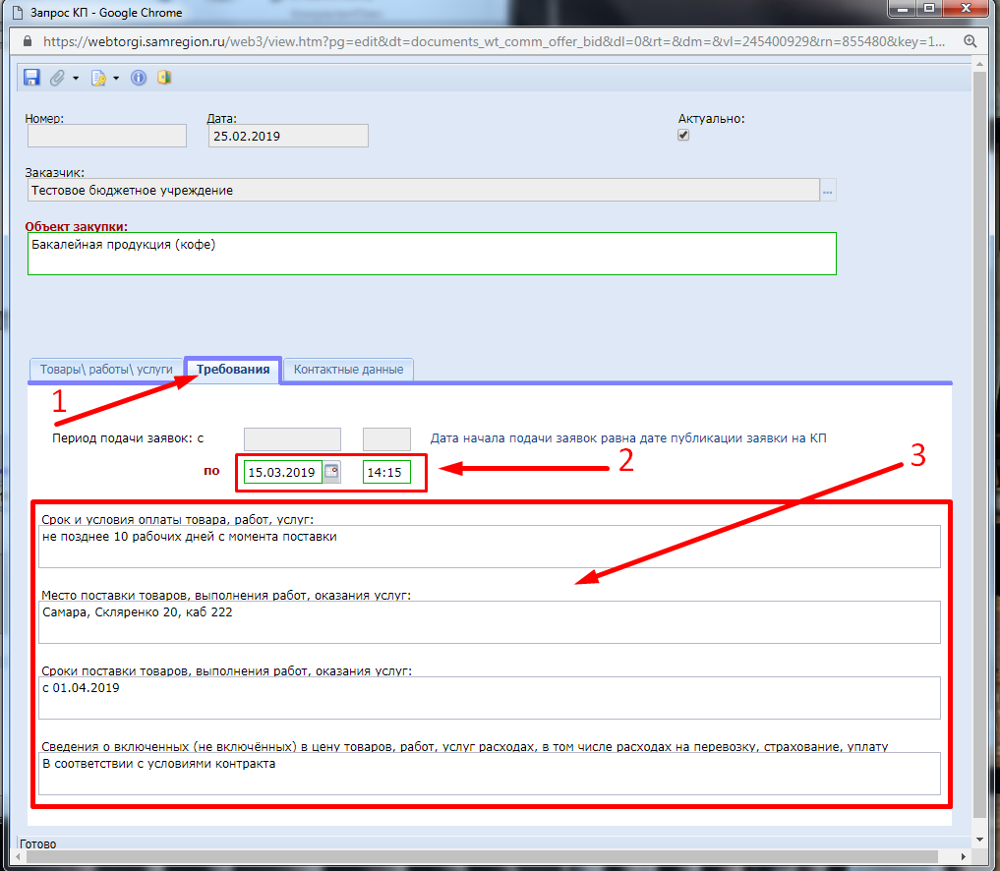 Запрос КП - Google Chrome
https://webtorgi.samregion.ru/web3/view.htm?pg=edit&dt=documents_wt_comm_offer_bid&dl=0&rt=&dm=&vl=245400929&rn=855480&key=1...
Номер:
Дата:
Актуально:
25.02.2019
Заказчик:
Тестовое бюджетное учреждение
...
Объект закупки:
Бакалейная продукция (кофе)
Товары\ работы\ услуги
Требования
Контактные данные
1
Период подачи заявок: с
Дата начала подачи заявок равна дате публикации заявки на КП
по
15.03.2019
14:15
2
3
Срок и условия оплаты товара, работ, услуг:
не позднее 10 рабочих дней с момента поставки
Место поставки товаров, выполнения работ, оказания услуг:
Самара, Скляренко 20, каб 222
Сроки поставки товаров, выполнения работ, оказания услуг:
с 01.04.2019
Сведения о включенных (не включённых) в цену товаров, работ, услуг расходах, в том числе расходах на перевозку, страхование, уплату
В соответствии с условиями контракта
Готово